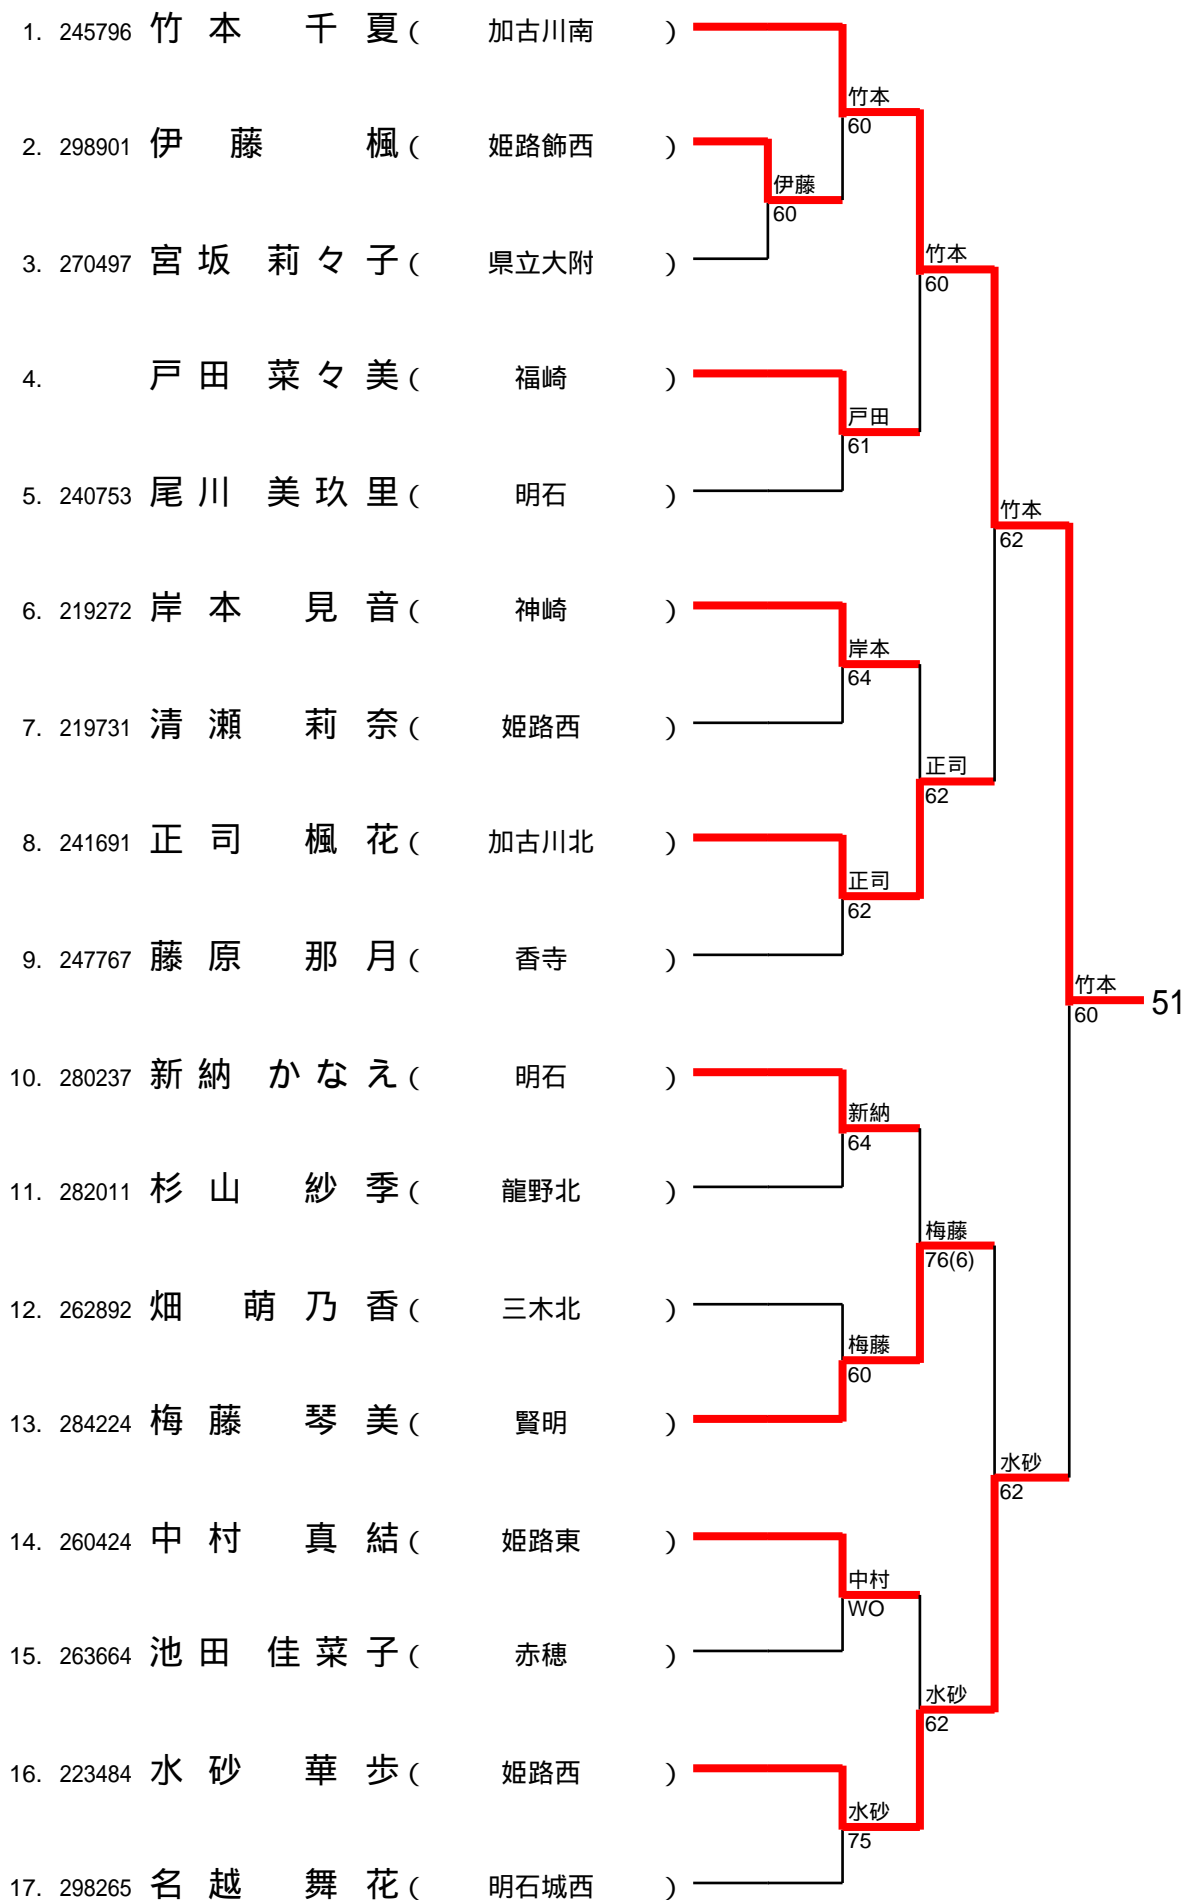 1. 245796 竹本 千夏 ( 加古川南 )
竹本
60
2. 298901 伊藤 楓 ( 姫路飾西 )
伊藤
60
3. 270497 宮坂 莉々子 ( 県立大附 )
竹本
60
4. 戸田 菜々美 ( 福崎 )
戸田
61
5. 240753 尾川 美玖里 ( 明石 )
竹本
62
6. 219272 岸本 見音 ( 神崎 )
岸本
64
7. 219731 清瀬 莉奈 ( 姫路西 )
正司
62
8. 241691 正司 楓花 ( 加古川北 )
正司
62
9. 247767 藤原 那月 ( 香寺 )
竹本
60
51
10. 280237 新納 かなえ ( 明石 )
新納
64
11. 282011 杉山 紗季 ( 龍野北 )
梅藤
76(6)
12. 262892 畑 萌乃香 ( 三木北 )
梅藤
60
13. 284224 梅藤 琴美 ( 賢明 )
水砂
62
14. 260424 中村 真結 ( 姫路東 )
中村
WO
15. 263664 池田 佳菜子 ( 赤穂 )
水砂
62
16. 223484 水砂 華歩 ( 姫路西 )
水砂
75
17. 298265 名越 舞花 ( 明石城西 )